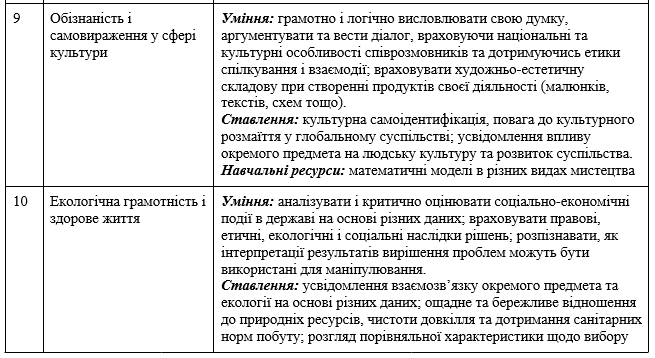 9
Обізнаність і
самовираження у сфері
культури
Уміння: грамотно і логічно висловлювати свою думку,
аргументувати та вести діалог, враховуючи національні та
культурні особливості співрозмовників та дотримуючись етики
спілкування і взаємодії; враховувати художньо-естетичну
складову при створенні продуктів своєї діяльності (малюнків,
текстів, схем тощо).
Ставлення: культурна самоідентифікація, повага до культурного
розмаїття у глобальному суспільстві; усвідомлення впливу
окремого предмета на людську культуру та розвиток суспільства.
Навчальні ресурси: математичні моделі в різних видах мистецтва
10
Екологічна грамотність і
здорове життя
Уміння: аналізувати і критично оцінювати соціально-економічні
події в державі на основі різних даних; враховувати правові,
етичні, екологічні і соціальні наслідки рішень; розпізнавати, як
інтерпретації результатів вирішення проблем можуть бути
використані для маніпулювання.
Ставлення: усвідомлення взаємозв’язку окремого предмета та
екології на основі різних даних; ощадне та бережливе відношення
до природніх ресурсів, чистоти довкілля та дотримання санітарних
норм побуту; розгляд порівняльної характеристики щодо вибору